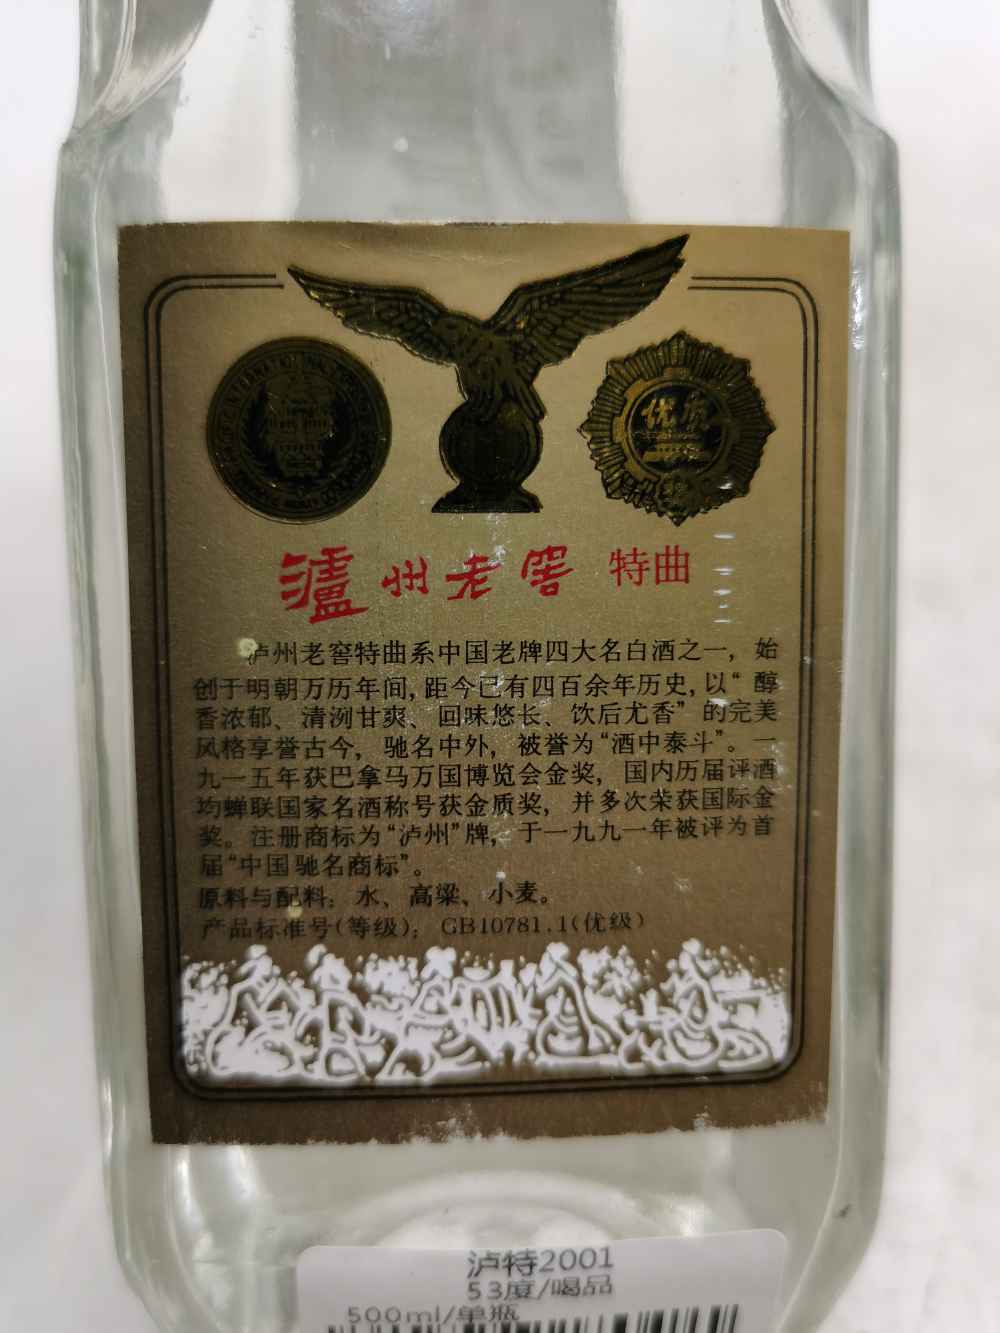 优质
泸州老窖 特曲
泸州老窖特曲系中国老牌四大名白酒之一，始
创于明朝万历年间，距今已有四百余年历史，以“醇
香浓郁、清洌甘爽、回味悠长、饮后尤香”的完美
风格享誉古今，驰名中外，被誉为“酒中泰斗”。一
九一五年获巴拿马万国博览会金奖，国内历届评酒
均蝉联国家名酒称号获金质奖，并多次荣获国际金
奖。注册商标为“泸州”牌，于一九九一年被评为首
届“中国驰名商标”。
原料与配料：水、高粱、小麦。
产品标准号(等级)：GB10781.1(优级)
泸特2001
53度/喝品
500ml/单瓶